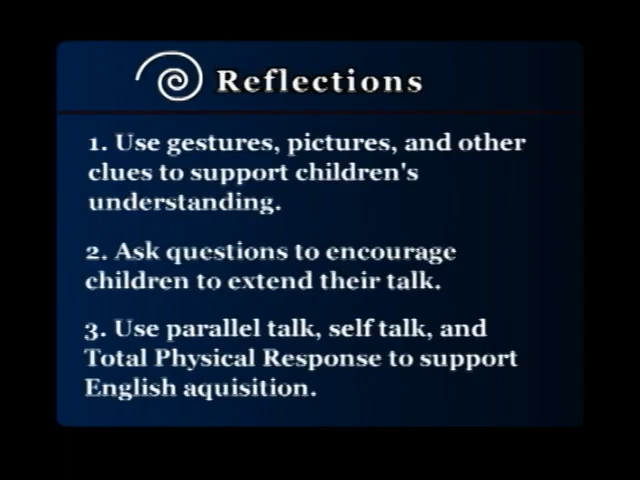 Reflections
1. Use gestures, pictures, and other
clues to support children's
understanding.
2. Ask questions to encourage
children to extend their talk.
3. Use parallel talk, self talk, and
Total Physical Response to support
English aquisition.